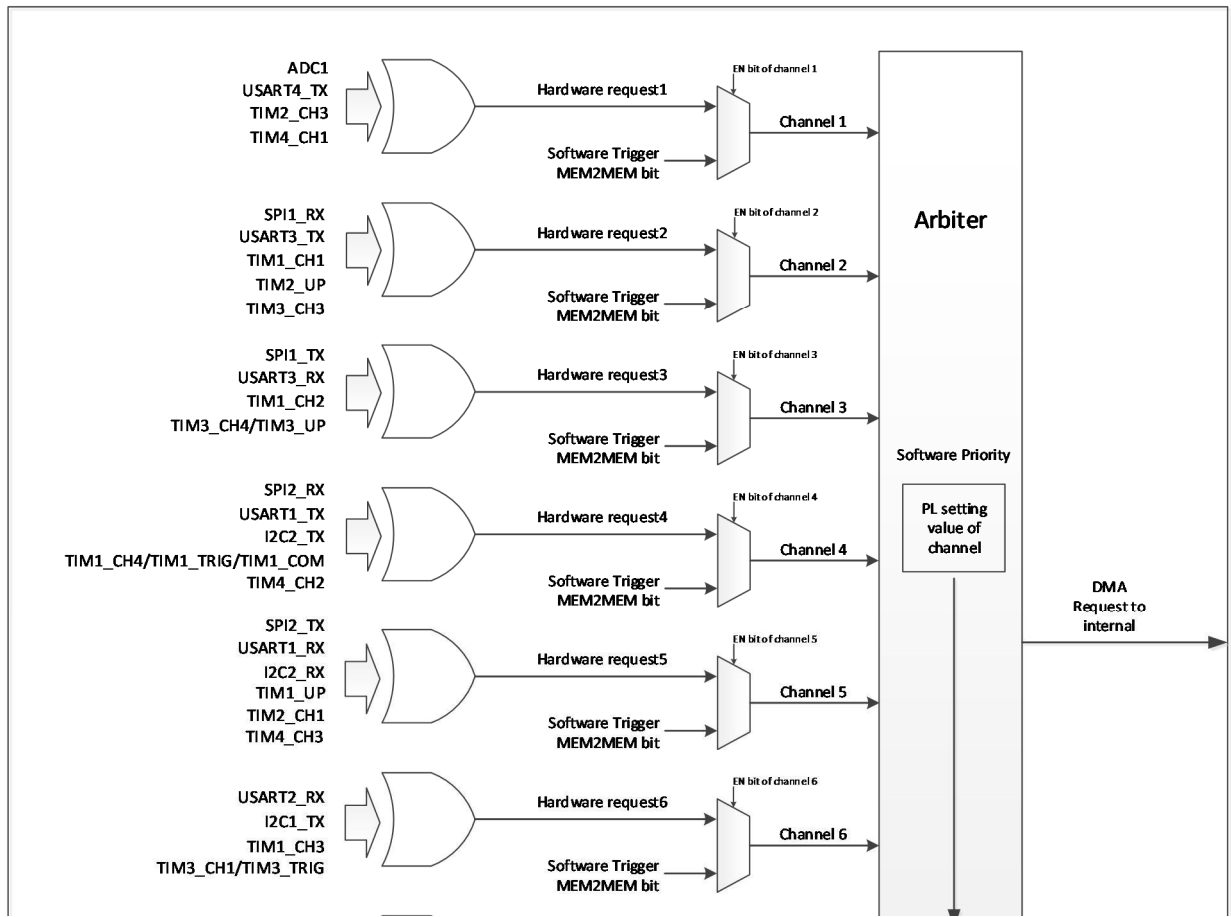 ADC1
USART4_TX
TIM2_CH3
TIM4_CH1
Hardware request1
Software Trigger
MEM2MEM bit
EN bit of channel 1
Channel 1
SPI1_RX
USART3_TX
TIM1_CH1
TIM2_UP
TIM3_CH3
Hardware request2
Software Trigger
MEM2MEM bit
EN bit of channel 2
Channel 2
SPI1_TX
USART3_RX
TIM1_CH2
TIM3_CH4/TIM3_UP
Hardware request3
Software Trigger
MEM2MEM bit
EN bit of channel 3
Channel 3
SPI2_RX
USART1_TX
I2C2_TX
TIM1_CH4/TIM1_TRIG/TIM1_COM
TIM4_CH2
Hardware request4
Software Trigger
MEM2MEM bit
EN bit of channel 4
Channel 4
SPI2_TX
USART1_RX
I2C2_RX
TIM1_UP
TIM2_CH1
TIM4_CH3
Hardware request5
Software Trigger
MEM2MEM bit
EN bit of channel 5
Channel 5
USART2_RX
I2C1_TX
TIM1_CH3
TIM3_CH1/TIM3_TRIG
Hardware request6
Software Trigger
MEM2MEM bit
EN bit of channel 6
Channel 6
Arbiter
Software Priority
PL setting
value of
channel
DMA
Request to
internal